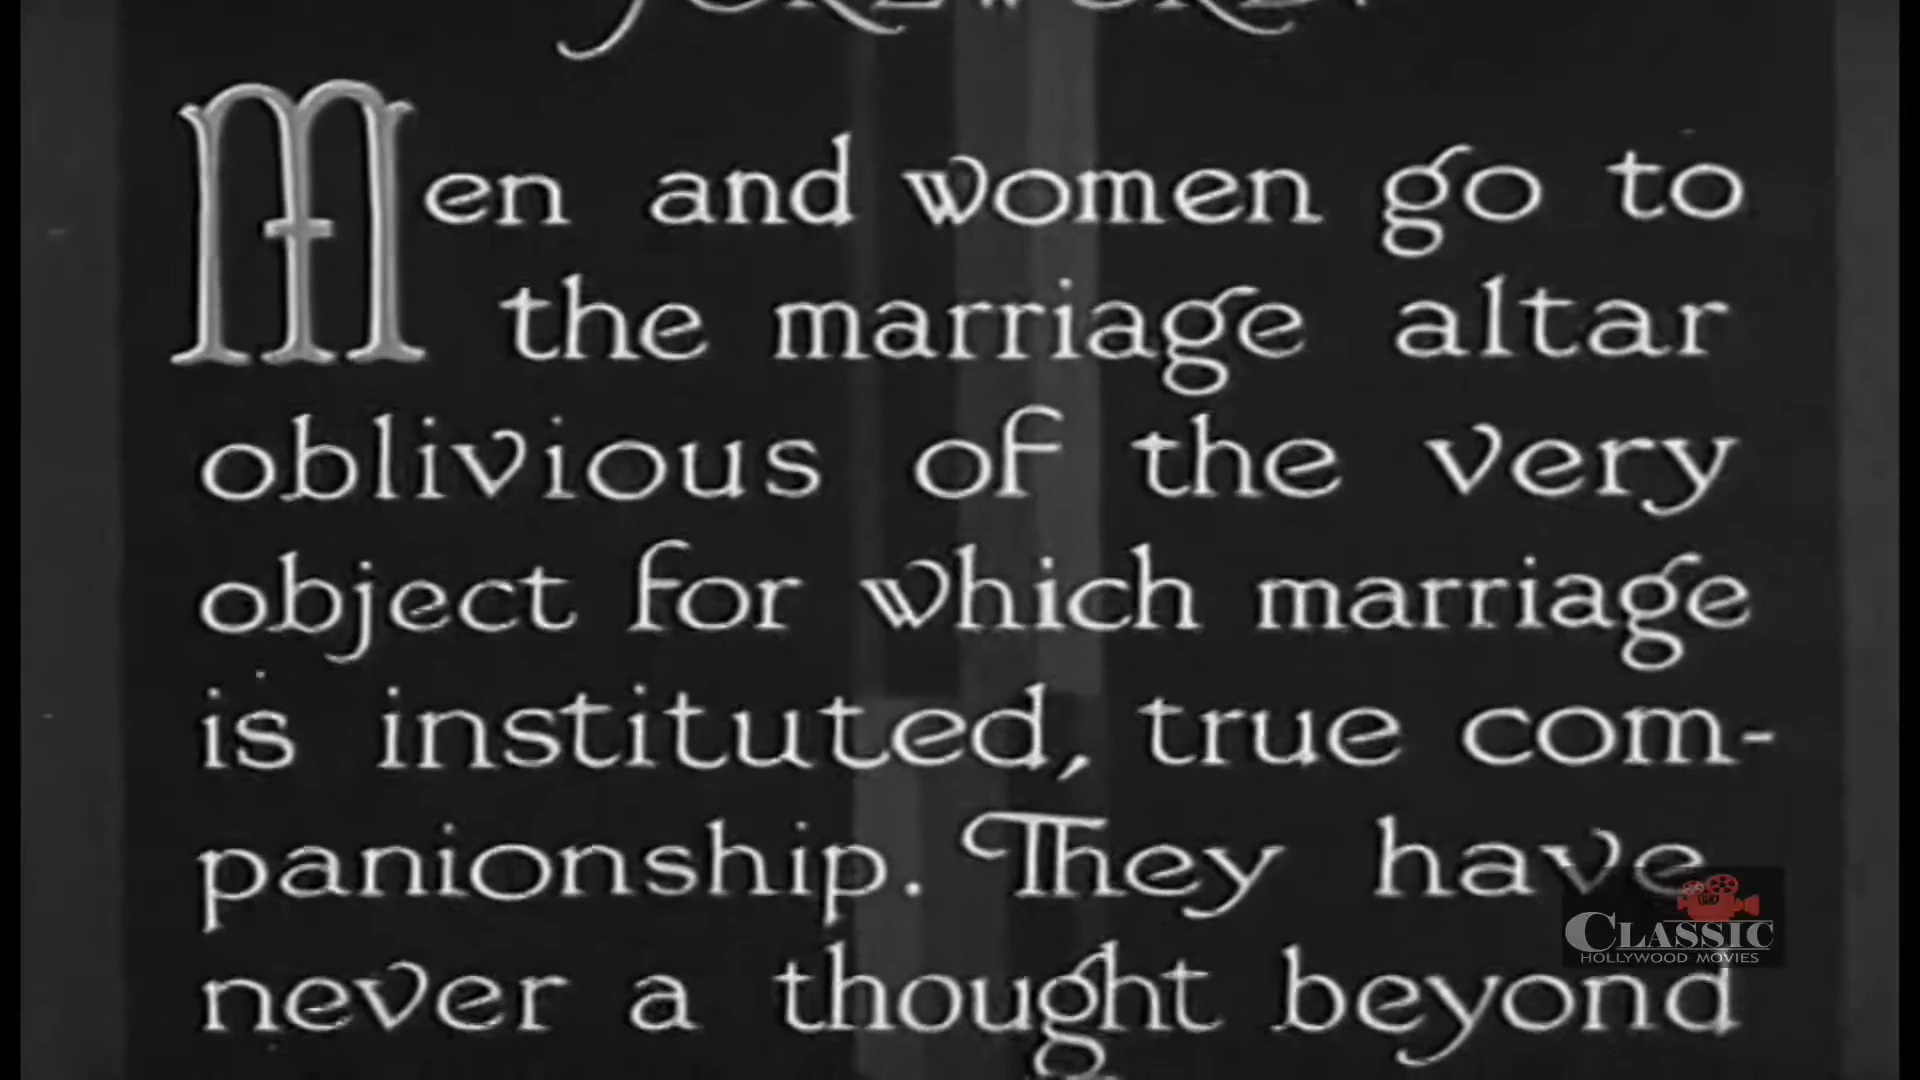 FOREWORD.
Men and women go to
the marriage altar
oblivious of the very
object for which marriage
is instituted, true com-
panionship. They have
never a thought beyond
CLASSIC
HOLLYWOOD MOVIES